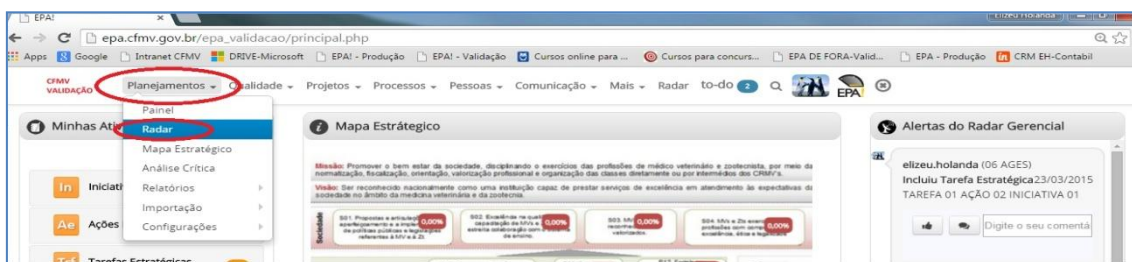 EPA!
Elizeu Holanda
epa.cfmv.gov.br/epa_validacao/principal.php
Apps Google Intranet CFMV DRIVE-Microsoft EPA! - Produção EPA! - Validação Cursos online para ... Cursos para concurs... EPA DE FORA-Valid... EPA - Produção CRM EH-Contabil
CFMV VALIDAÇÃO Planejamentos Qualidade Projetos Processos Pessoas Comunicação Mais Radar to-do 2 EPA!
Painel
Radar
Mapa Estratégico
Análise Crítica
Relatórios
Importação
Configurações
Minhas Ati
In Iniciati
Ae Ações
Tarefas Estratégicas
Mapa Estrátegico
Missão: Promover o bem estar da sociedade, disciplinando o exercícios das profissões de médico veterinário e zootecnista, por meio da
normatização, fiscalização, orientação, valorização profissional e organização das classes diretamente ou por intermédios dos CRMV's.
Visão: Ser reconhecido nacionalmente como uma instituição capaz de prestar serviços de excelência em atendimento às expectativas da
sociedade no âmbito da medicina veterinária e da zootecnia.
Sociedade
0,00% 0,00% 0,00% 0,00%
Alertas do Radar Gerencial
elizeu.holanda (06 AGES)
Incluiu Tarefa Estratégica 23/03/2015
TAREFA 01 AÇÃO 02 INICIATIVA 01
Digite o seu comentá